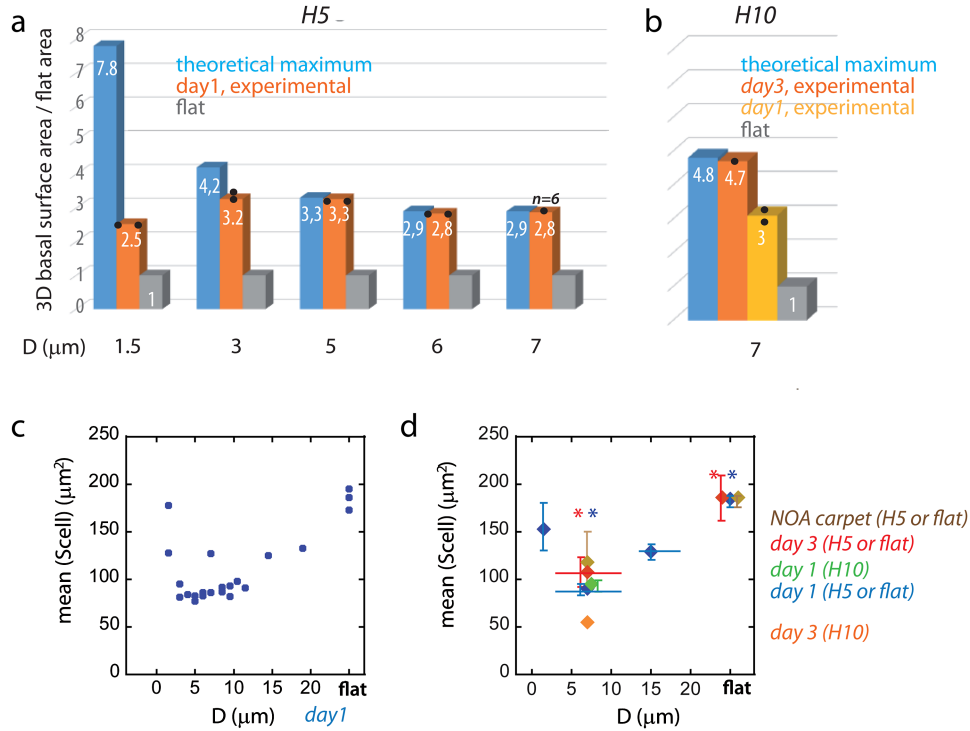 a
H5
3D basal surface area / flat area
8
7
6
5
4
3
2
1
0
theoretical maximum
day1, experimental
flat
7.8
2.5
1
4,2
3.2
3,3
3,3
2,9
2,8
n=6
2,9
2,8
D (μm)
1.5
3
5
6
7
b
H10
theoretical maximum
day3, experimental
day1, experimental
flat
4.8
4.7
3
1
7
c
mean (Scell) (μm²)
250
200
150
100
50
0
0
5
10
15
20
flat
D (μm)
day1
d
mean (Scell) (μm²)
250
200
150
100
50
0
* *
* *
0
5
10
15
20
flat
D (μm)
NOA carpet (H5 or flat)
day 3 (H5 or flat)
day 1 (H10)
day 1 (H5 or flat)
day 3 (H10)